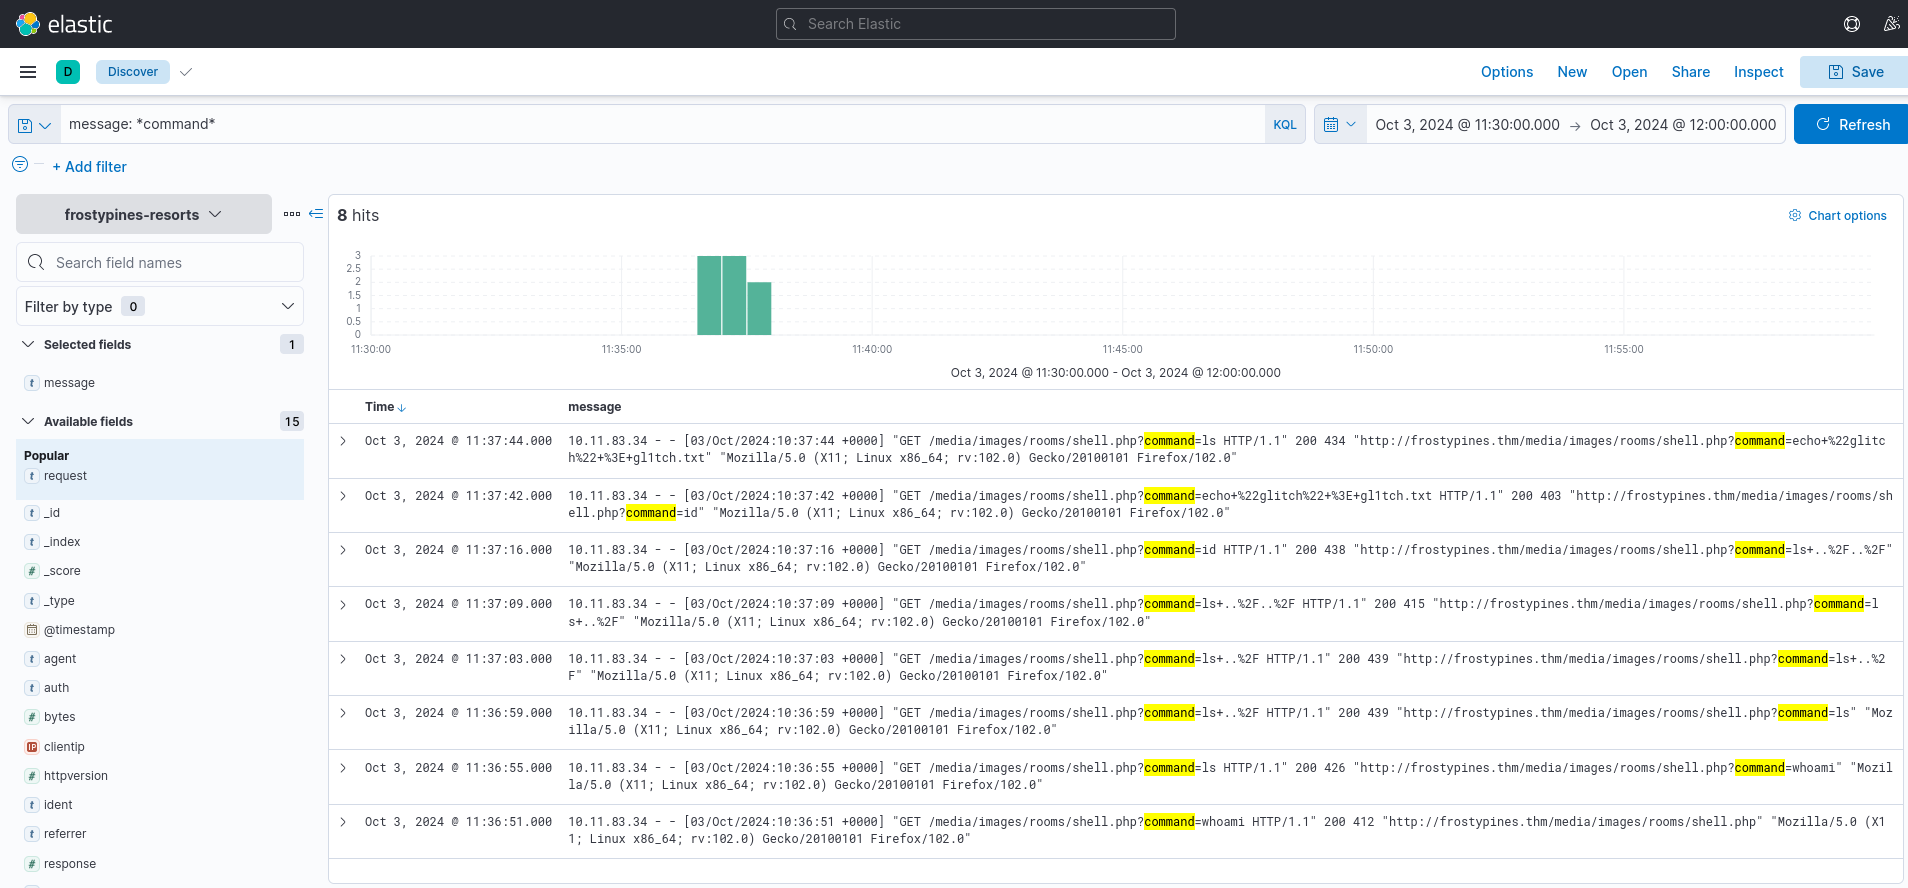 elastic
Search Elastic
D
Discover
Options
New
Open
Share
Inspect
Save
message: *command*
KQL
Oct 3, 2024 @ 11:30:00.000 → Oct 3, 2024 @ 12:00:00.000
Refresh
+ Add filter
frostypines-resorts
Search field names
Filter by type 0
Selected fields 1
t message
Available fields 15
Popular
t request
t _id
t _index
# _score
t _type
@timestamp
t agent
t auth
# bytes
IP clientip
# httpversion
t ident
t referrer
# response
8 hits
Chart options
3
2.5
2
1.5
1
0.5
0
11:30:00
11:35:00
11:40:00
11:45:00
11:50:00
11:55:00
Oct 3, 2024 @ 11:30:00.000 - Oct 3, 2024 @ 12:00:00.000
Time ↓ message
Oct 3, 2024 @ 11:37:44.000 10.11.83.34 - - [03/Oct/2024:10:37:44 +0000] "GET /media/images/rooms/shell.php?command=ls HTTP/1.1" 200 434 "http://frostypines.thm/media/images/rooms/shell.php?command=echo+%22glitc
h%22+%3E+gl1tch.txt" "Mozilla/5.0 (X11; Linux x86_64; rv:102.0) Gecko/20100101 Firefox/102.0"
Oct 3, 2024 @ 11:37:42.000 10.11.83.34 - - [03/Oct/2024:10:37:42 +0000] "GET /media/images/rooms/shell.php?command=echo+%22glitch%22+%3E+gl1tch.txt HTTP/1.1" 200 403 "http://frostypines.thm/media/images/rooms/sh
ell.php?command=id" "Mozilla/5.0 (X11; Linux x86_64; rv:102.0) Gecko/20100101 Firefox/102.0"
Oct 3, 2024 @ 11:37:16.000 10.11.83.34 - - [03/Oct/2024:10:37:16 +0000] "GET /media/images/rooms/shell.php?command=id HTTP/1.1" 200 438 "http://frostypines.thm/media/images/rooms/shell.php?command=ls+..%2F..%2F"
"Mozilla/5.0 (X11; Linux x86_64; rv:102.0) Gecko/20100101 Firefox/102.0"
Oct 3, 2024 @ 11:37:09.000 10.11.83.34 - - [03/Oct/2024:10:37:09 +0000] "GET /media/images/rooms/shell.php?command=ls+..%2F..%2F HTTP/1.1" 200 415 "http://frostypines.thm/media/images/rooms/shell.php?command=l
s+..%2F" "Mozilla/5.0 (X11; Linux x86_64; rv:102.0) Gecko/20100101 Firefox/102.0"
Oct 3, 2024 @ 11:37:03.000 10.11.83.34 - - [03/Oct/2024:10:37:03 +0000] "GET /media/images/rooms/shell.php?command=ls+..%2F HTTP/1.1" 200 439 "http://frostypines.thm/media/images/rooms/shell.php?command=ls+..%2
F" "Mozilla/5.0 (X11; Linux x86_64; rv:102.0) Gecko/20100101 Firefox/102.0"
Oct 3, 2024 @ 11:36:59.000 10.11.83.34 - - [03/Oct/2024:10:36:59 +0000] "GET /media/images/rooms/shell.php?command=ls+..%2F HTTP/1.1" 200 439 "http://frostypines.thm/media/images/rooms/shell.php?command=ls" "Moz
illa/5.0 (X11; Linux x86_64; rv:102.0) Gecko/20100101 Firefox/102.0"
Oct 3, 2024 @ 11:36:55.000 10.11.83.34 - - [03/Oct/2024:10:36:55 +0000] "GET /media/images/rooms/shell.php?command=ls HTTP/1.1" 200 426 "http://frostypines.thm/media/images/rooms/shell.php?command=whoami" "Mozil
la/5.0 (X11; Linux x86_64; rv:102.0) Gecko/20100101 Firefox/102.0"
Oct 3, 2024 @ 11:36:51.000 10.11.83.34 - - [03/Oct/2024:10:36:51 +0000] "GET /media/images/rooms/shell.php?command=whoami HTTP/1.1" 200 412 "http://frostypines.thm/media/images/rooms/shell.php" "Mozilla/5.0 (X1
1; Linux x86_64; rv:102.0) Gecko/20100101 Firefox/102.0"